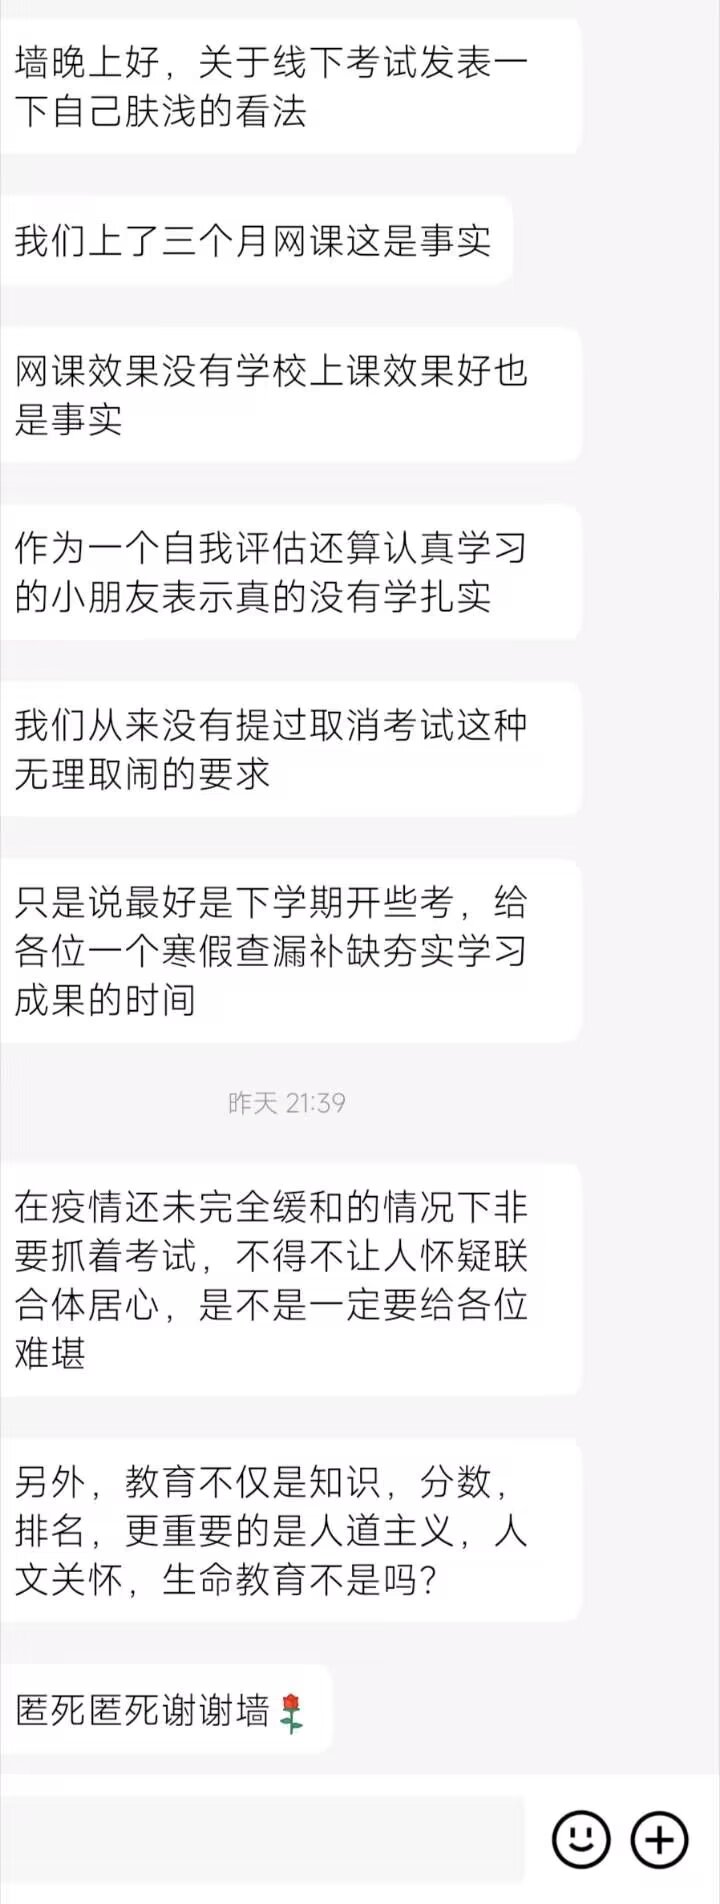 墙晚上好，关于线下考试发表一
下自己肤浅的看法
我们上了三个月网课这是事实
网课效果没有学校上课效果好也
是事实
作为一个自我评估还算认真学习
的小朋友表示真的没有学扎实
我们从来没有提过取消考试这种
无理取闹的要求
只是说最好是下学期开些考，给
各位一个寒假查漏补缺夯实学习
成果的时间
昨天 21:39
在疫情还未完全缓和的情况下非
要抓着考试，不得不让人怀疑联
合体居心，是不是一定要给各位
难堪
另外，教育不仅是知识，分数，
排名，更重要的是人道主义，人
文关怀，生命教育不是吗？
匿死匿死谢谢墙🌹